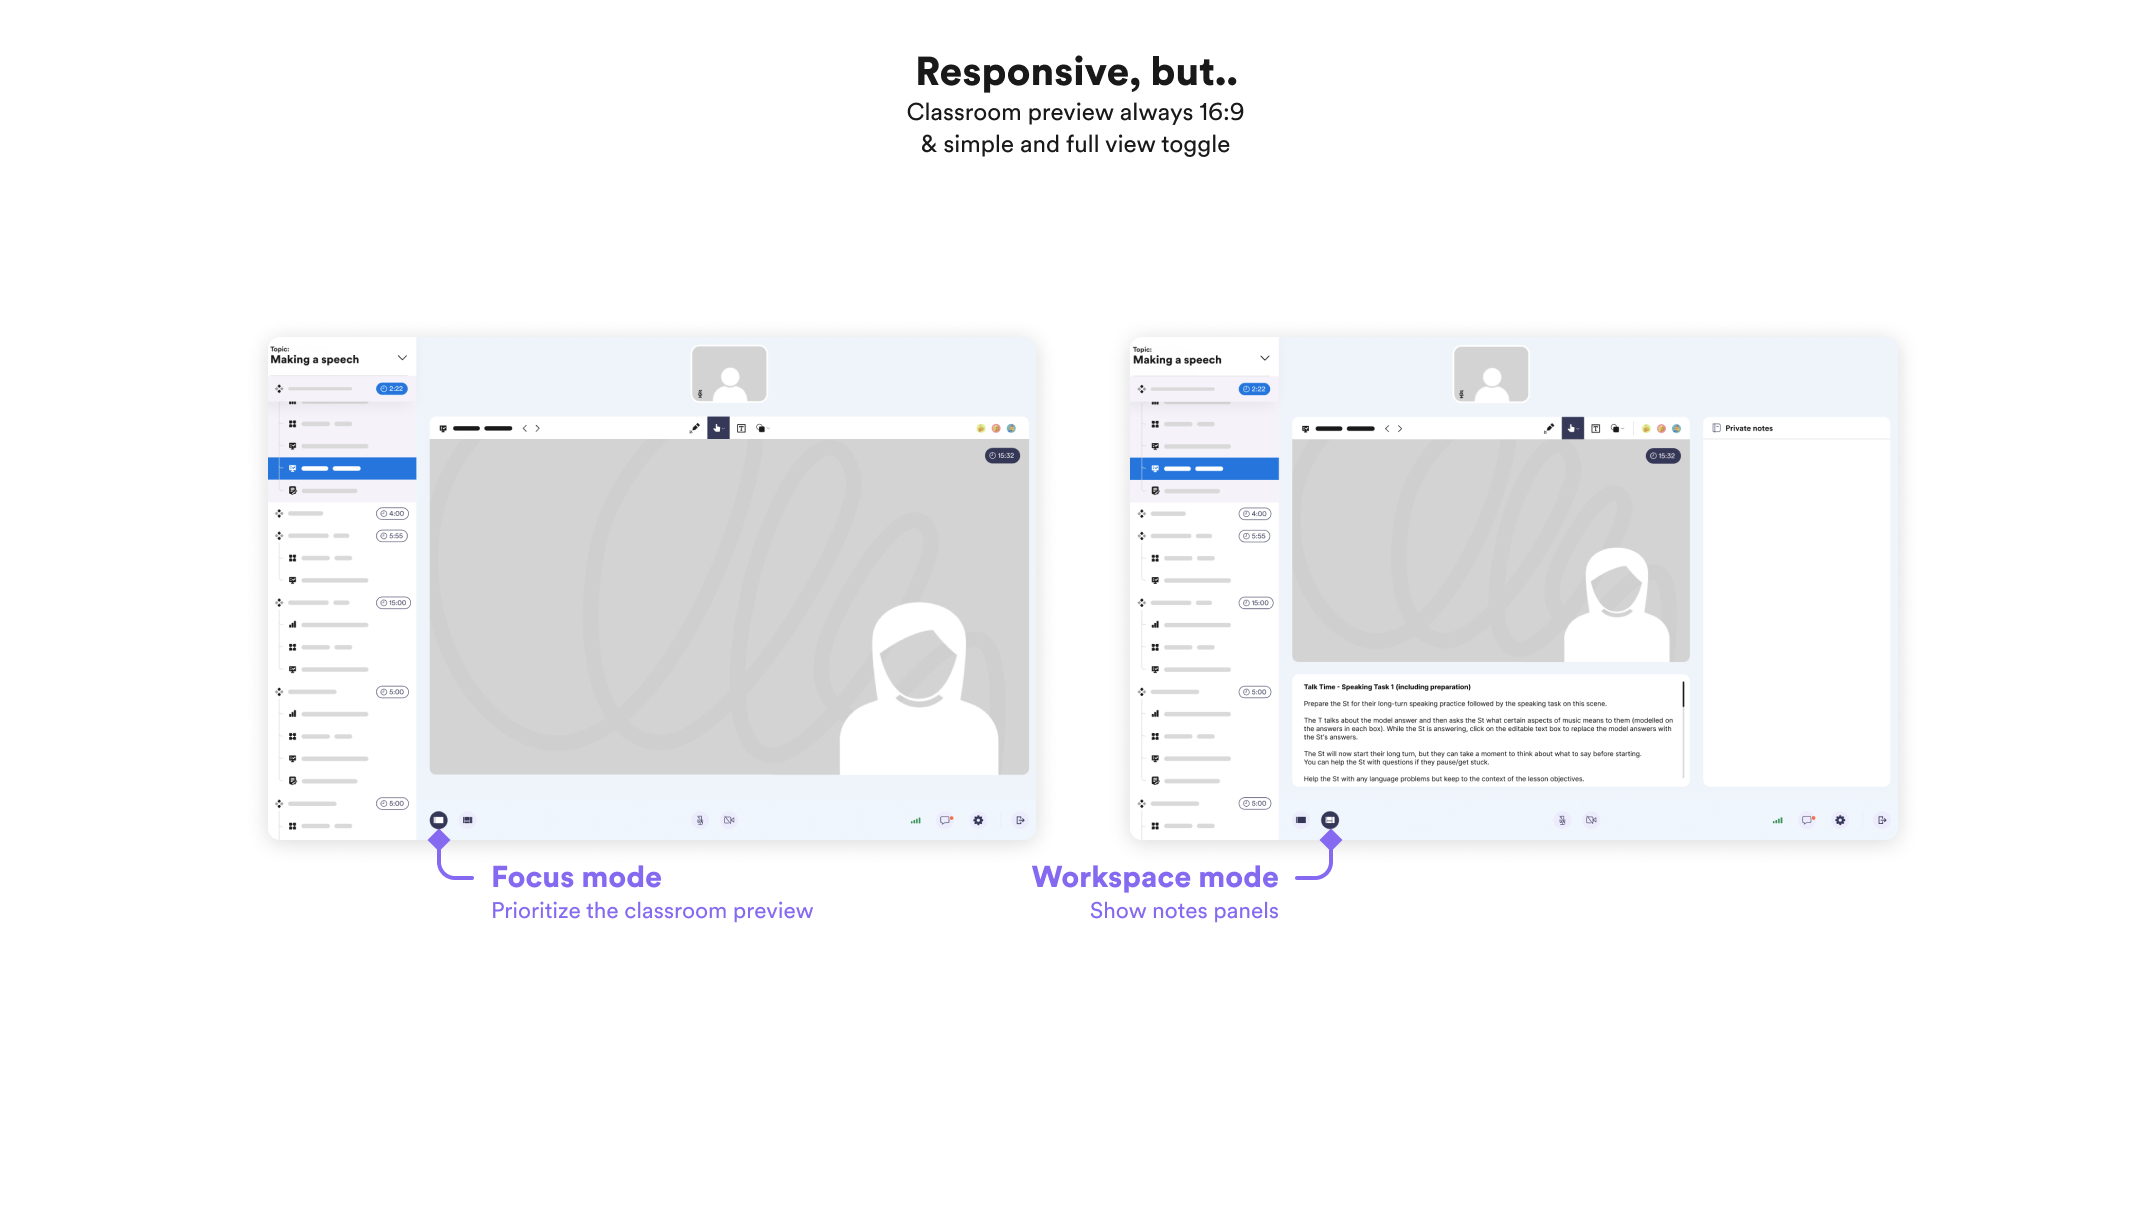 Responsive, but..
Classroom preview always 16:9
& simple and full view toggle
Topic:
Making a speech
2:22
4:00
5:55
15:00
5:00
5:00
15:32
Focus mode
Prioritize the classroom preview
Topic:
Making a speech
2:22
4:00
5:55
15:00
5:00
5:00
15:32
Private notes
Talk Time - Speaking Task 1 (including preparation)
Prepare the St for their long-turn speaking practice followed by the speaking task on this scene.
The T talks about the model answer and then asks the St what certain aspects of music means to them (modelled on
the answers in each box). While the St is answering, click on the editable text box to replace the model answers with
the St's answers.
The St will now start their long turn, but they can take a moment to think about what to say before starting.
You can help the St with questions if they pause/get stuck.
Help the St with any language problems but keep to the context of the lesson objectives.
Workspace mode
Show notes panels